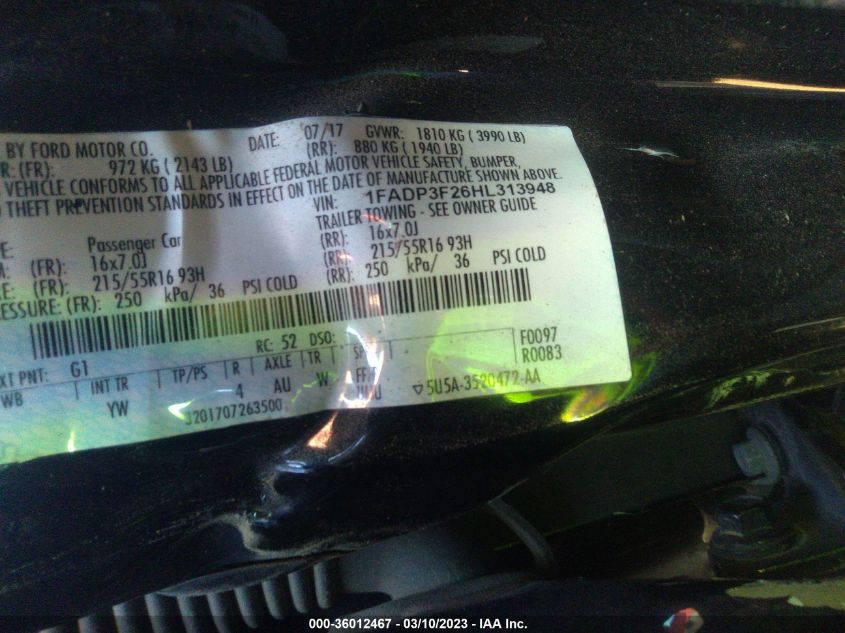 BY FORD MOTOR CO. DATE: 07/17 GVWR: 1810 KG ( 3990 LB)
(FR): 972 KG ( 2143 LB) (RR): 880 KG ( 1940 LB)
VEHICLE CONFORMS TO ALL APPLICABLE FEDERAL MOTOR VEHICLE SAFETY, BUMPER,
THEFT PREVENTION STANDARDS IN EFFECT ON THE DATE OF MANUFACTURE SHOWN ABOVE.
VIN: 1FADP3F26HL313948
Passenger Car TRAILER TOWING - SEE OWNER GUIDE
(FR): 16x7.0J (RR): 16x7.0J
(FR): 215/55R16 93H (RR): 215/55R16 93H
(FR): 250 kPa/ 36 PSI COLD (RR): 250 kPa/ 36 PSI COLD
RC: 52 DSO: F0097
PNT: G1 R0083
WB INT TR TP/PS R AXLE TR
YW 4 AU W
J201707263500 5U5A-3520472-AA
000-36012467 - 03/10/2023 - IAA Inc.